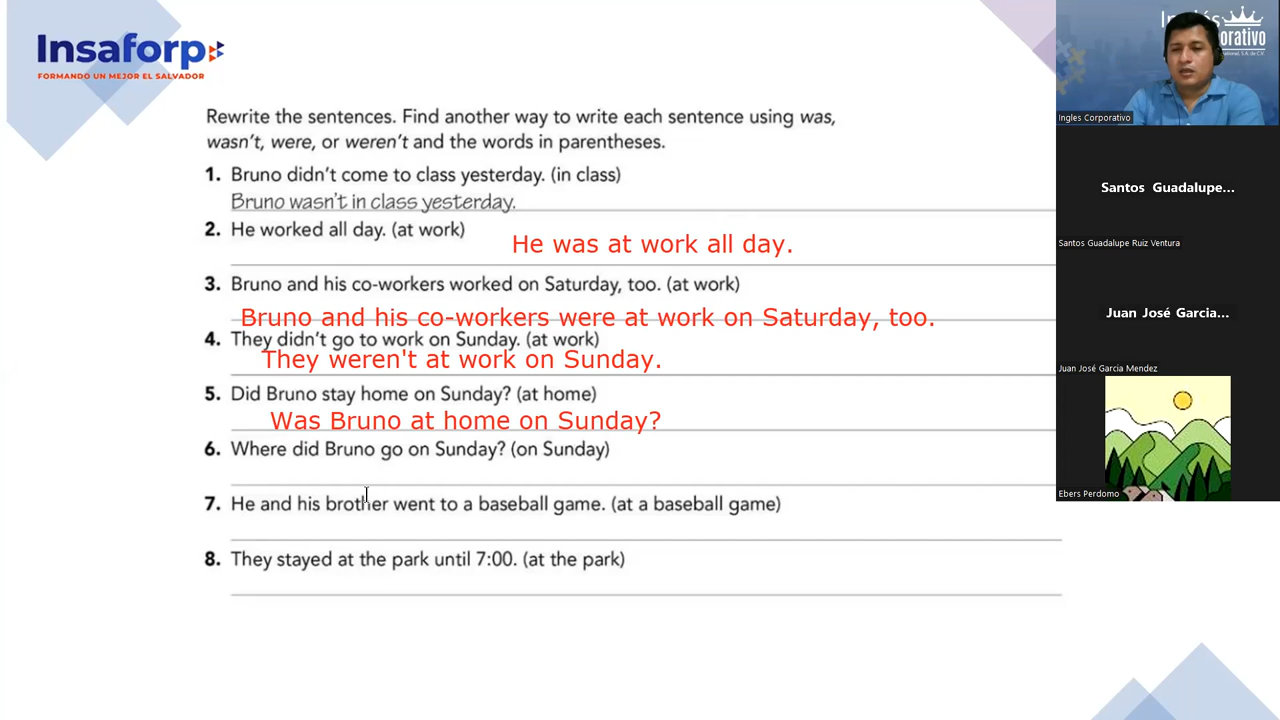 Insaforp
FORMANDO UN MEJOR EL SALVADOR
Rewrite the sentences. Find another way to write each sentence using was,
wasn't, were, or weren't and the words in parentheses.
1. Bruno didn't come to class yesterday. (in class)
Bruno wasn't in class yesterday.
2. He worked all day. (at work)
He was at work all day.
3. Bruno and his co-workers worked on Saturday, too. (at work)
Bruno and his co-workers were at work on Saturday, too.
4. They didn't go to work on Sunday. (at work)
They weren't at work on Sunday.
5. Did Bruno stay home on Sunday? (at home)
Was Bruno at home on Sunday?
6. Where did Bruno go on Sunday? (on Sunday)
7. He and his brother went to a baseball game. (at a baseball game)
8. They stayed at the park until 7:00. (at the park)
Ingles Corporativo
Santos Guadalupe...
Santos Guadalupe Ruiz Ventura
Juan José Garcia...
Juan José Garcia Mendez
Ebers Perdomo